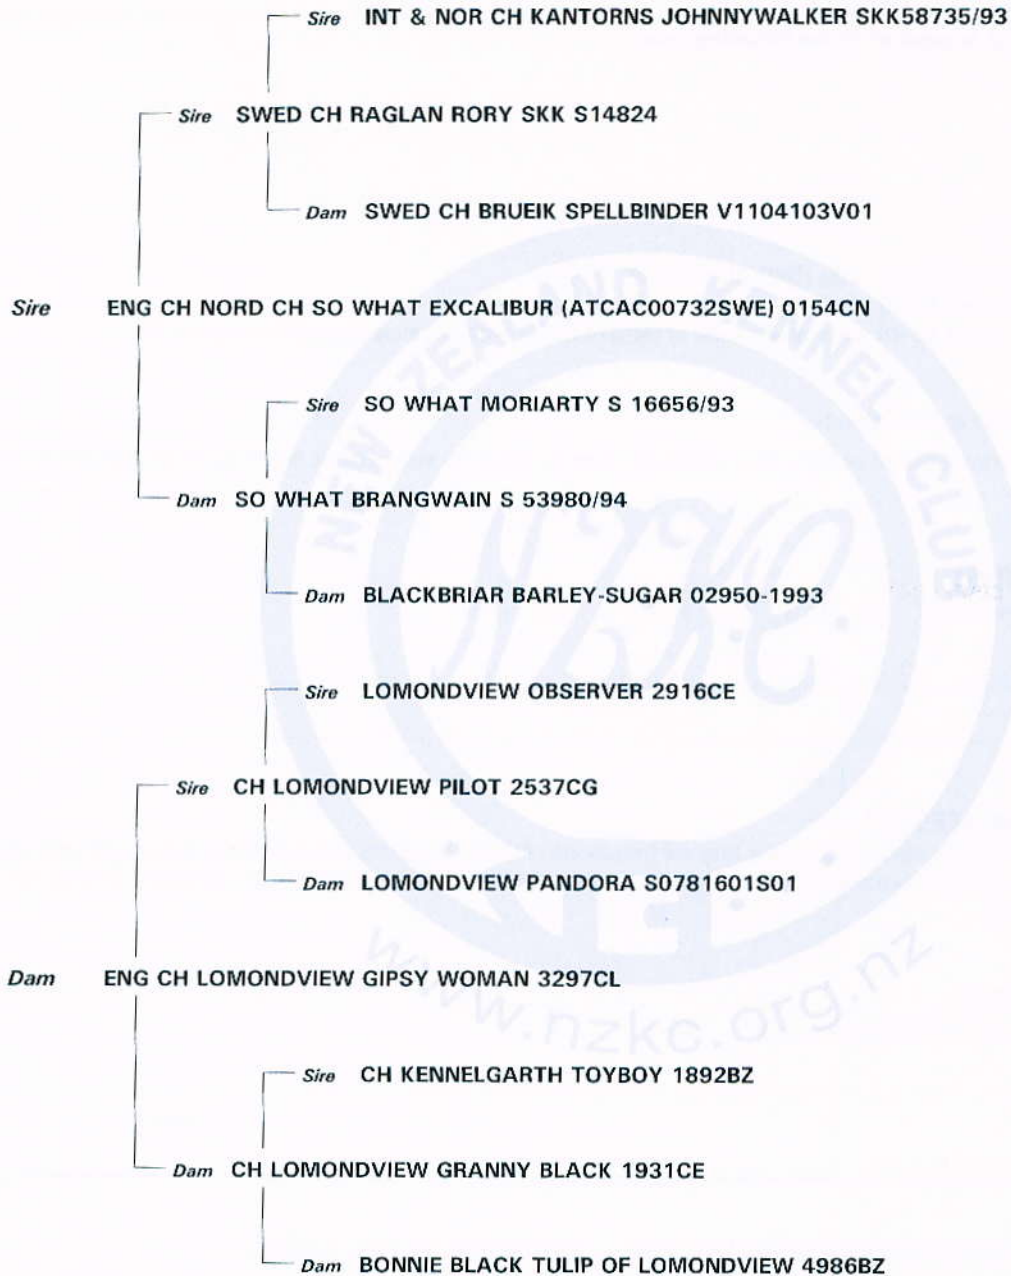 Sire INT & NOR CH KANTORNS JOHNNYWALKER SKK58735/93
Sire SWED CH RAGLAN RORY SKK S14824
Dam SWED CH BRUEIK SPELLBINDER V1104103V01
Sire ENG CH NORD CH SO WHAT EXCALIBUR (ATCAC00732SWE) 0154CN
Sire SO WHAT MORIARTY S 16656/93
Dam SO WHAT BRANGWAIN S 53980/94
Dam BLACKBRIAR BARLEY-SUGAR 02950-1993
Sire LOMONDVIEW OBSERVER 2916CE
Sire CH LOMONDVIEW PILOT 2537CG
Dam LOMONDVIEW PANDORA S0781601S01
Dam ENG CH LOMONDVIEW GIPSY WOMAN 3297CL
Sire CH KENNELGARTH TOYBOY 1892BZ
Dam CH LOMONDVIEW GRANNY BLACK 1931CE
Dam BONNIE BLACK TULIP OF LOMONDVIEW 4986BZ
NEW ZEALAND KENNEL CLUB
NZKC
www.nzkc.org.nz